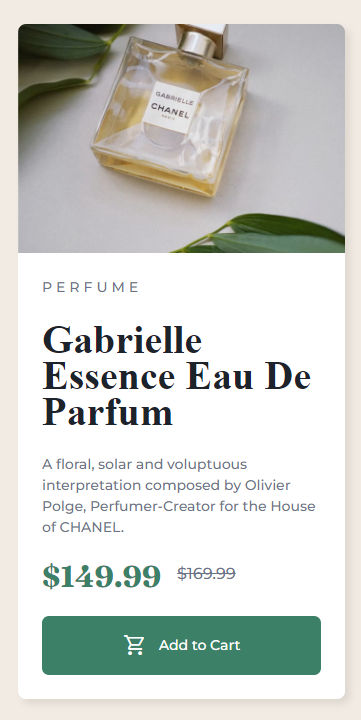 GABRIELLE
CHANEL
PERFUME
Gabrielle
Essence Eau De
Parfum
A floral, solar and voluptuous
interpretation composed by Olivier
Polge, Perfumer-Creator for the House
of CHANEL.
$149.99 $169.99
Add to Cart